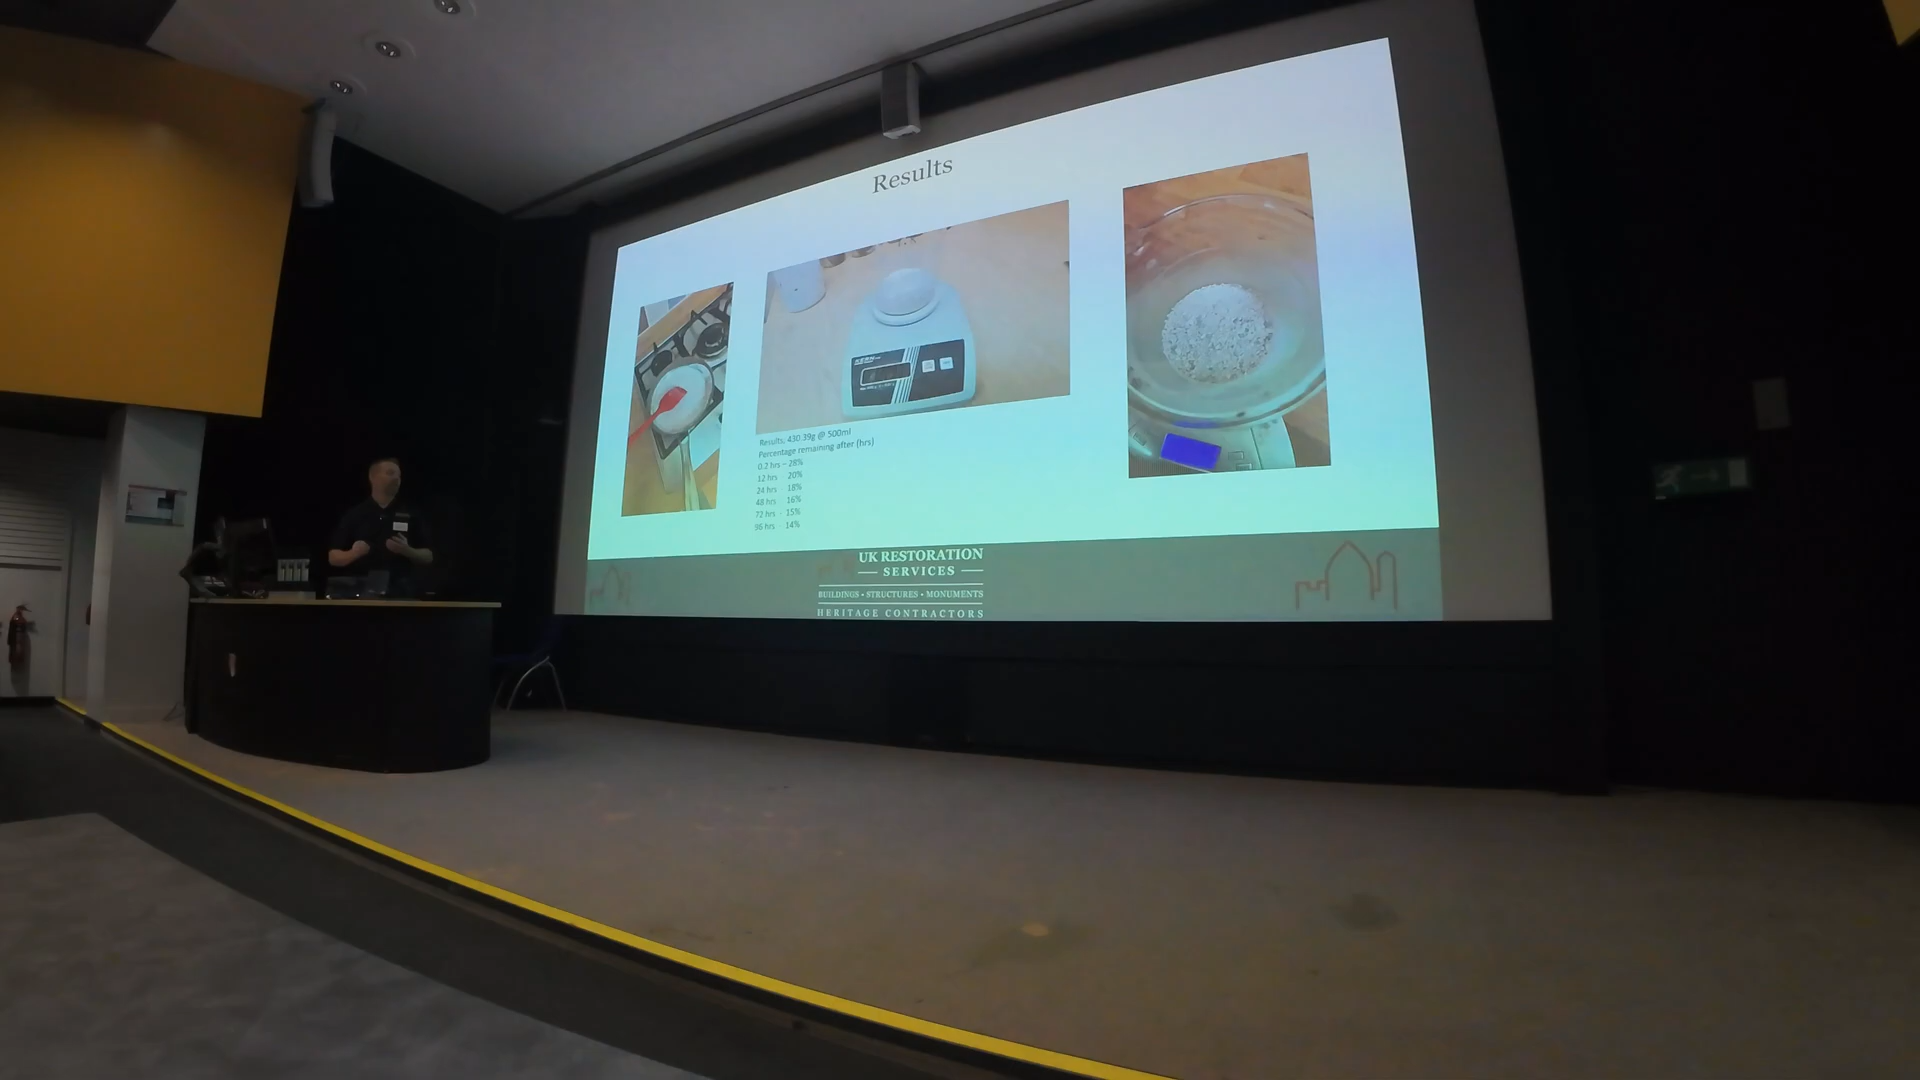 Results
Results, 430.39g @ 500ml
Percentage remaining after (hrs)
0.2 hrs – 28%
12 hrs 20%
24 hrs 18%
48 hrs 16%
72 hrs 15%
96 hrs 14%
UK RESTORATION
SERVICES
BUILDINGS • STRUCTURES • MONUMENTS
HERITAGE CONTRACTORS